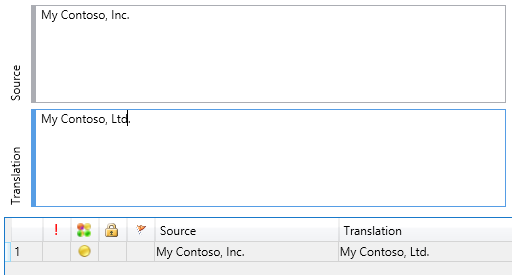 Source
My Contoso, Inc.
Translation
My Contoso, Ltd.
! Source Translation
1 My Contoso, Inc. My Contoso, Ltd.